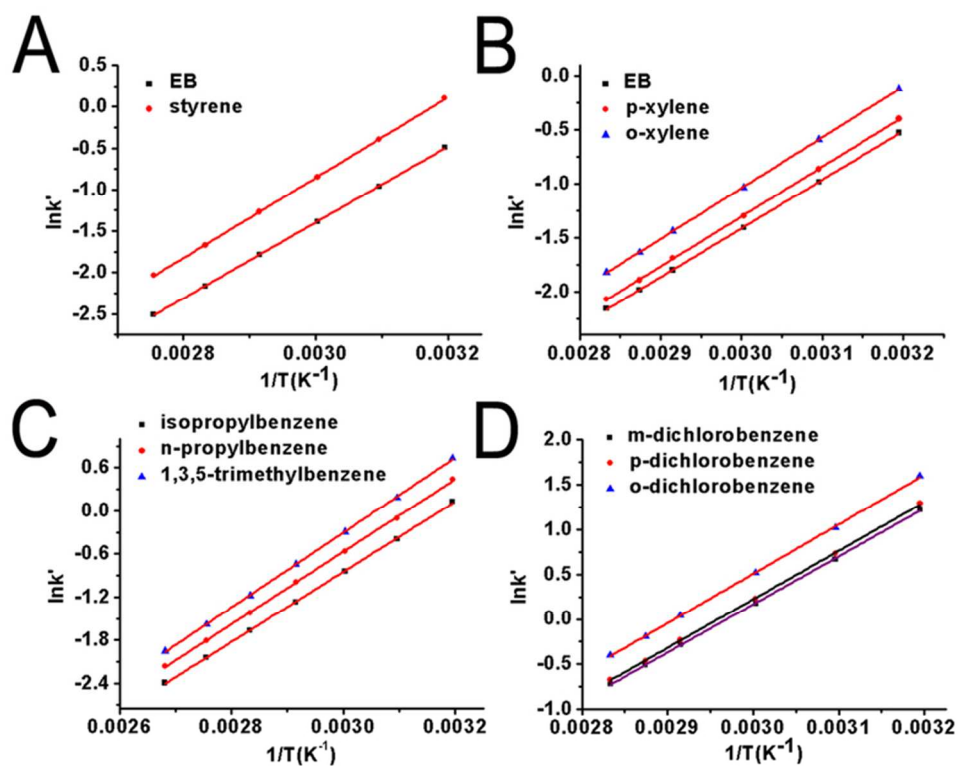 A
EB
styrene
0.5
0.0
-0.5
-1.0
-1.5
-2.0
-2.5
lnk'
0.0028 0.0030 0.0032
1/T(K-1)
B
EB
p-xylene
o-xylene
0.0
-0.5
-1.0
-1.5
-2.0
lnk'
0.0028 0.0029 0.0030 0.0031 0.0032
1/T(K-1)
C
isopropylbenzene
n-propylbenzene
1,3,5-trimethylbenzene
0.6
0.0
-0.6
-1.2
-1.8
-2.4
lnk'
0.0026 0.0028 0.0030 0.0032
1/T(K-1)
D
m-dichlorobenzene
p-dichlorobenzene
o-dichlorobenzene
2.0
1.5
1.0
0.5
0.0
-0.5
-1.0
lnk'
0.0028 0.0029 0.0030 0.0031 0.0032
1/T(K-1)